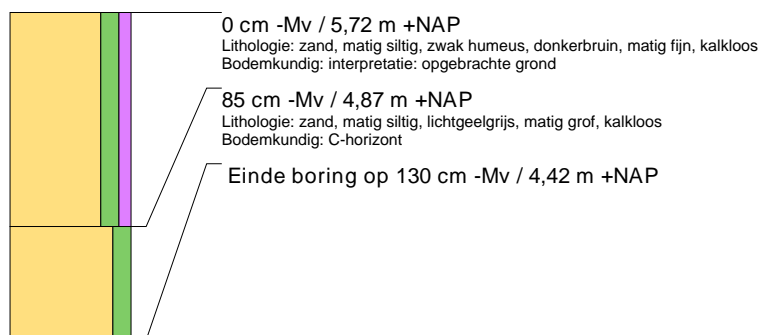 0 cm -Mv / 5,72 m +NAP
Lithologie: zand, matig siltig, zwak humeus, donkerbruin, matig fijn, kalkloos
Bodemkundig: interpretatie: opgebrachte grond
85 cm -Mv / 4,87 m +NAP
Lithologie: zand, matig siltig, lichtgeelgrijs, matig grof, kalkloos
Bodemkundig: C-horizont
Einde boring op 130 cm -Mv / 4,42 m +NAP